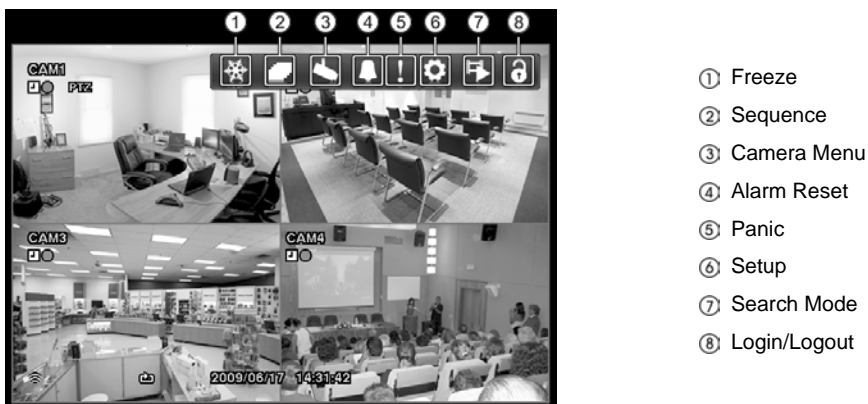 ① ② ③ ④ ⑤ ⑥ ⑦ ⑧
CAM1
PTZ
CAM3
CAM4
2009/06/17 14:31:42
① Freeze
② Sequence
③ Camera Menu
④ Alarm Reset
⑤ Panic
⑥ Setup
⑦ Search Mode
⑧ Login/Logout